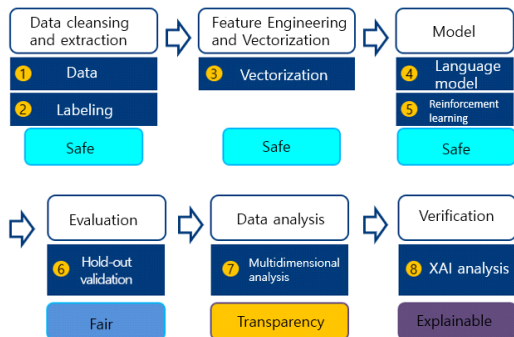 Data cleansing
and extraction
Feature Engineering
and Vectorization
Model
1 Data
3 Vectorization
4 Language
model
2 Labeling
5 Reinforcement
learning
Safe
Safe
Safe
Evaluation
Data analysis
Verification
6 Hold-out
validation
7 Multidimensional
analysis
8 XAI analysis
Fair
Transparency
Explainable